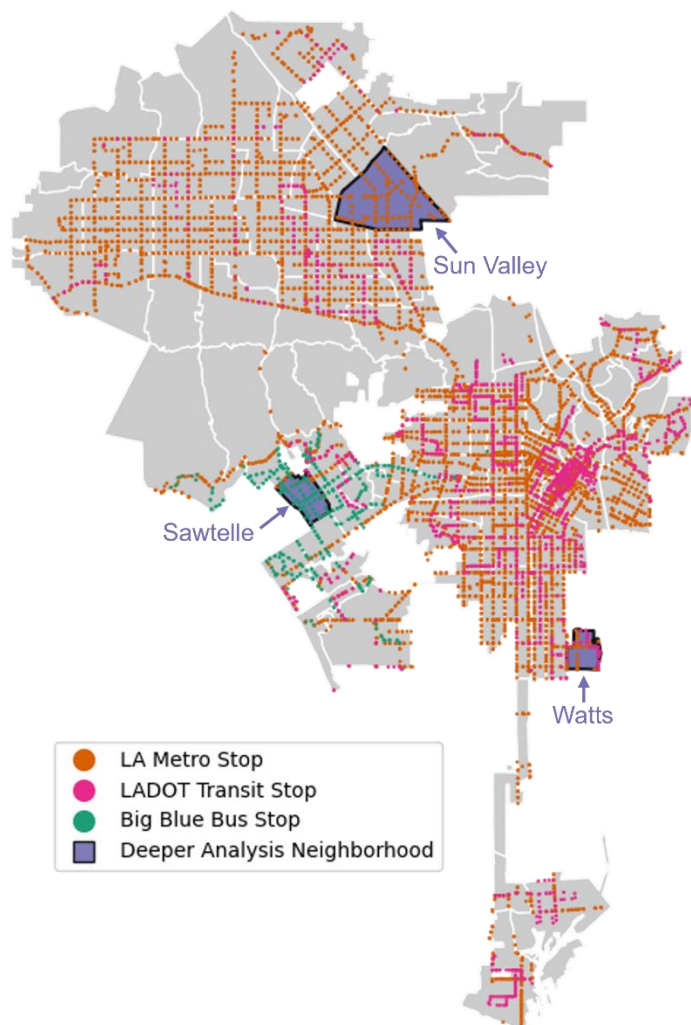 Sun Valley
Sawtelle
Watts
LA Metro Stop
LADOT Transit Stop
Big Blue Bus Stop
Deeper Analysis Neighborhood